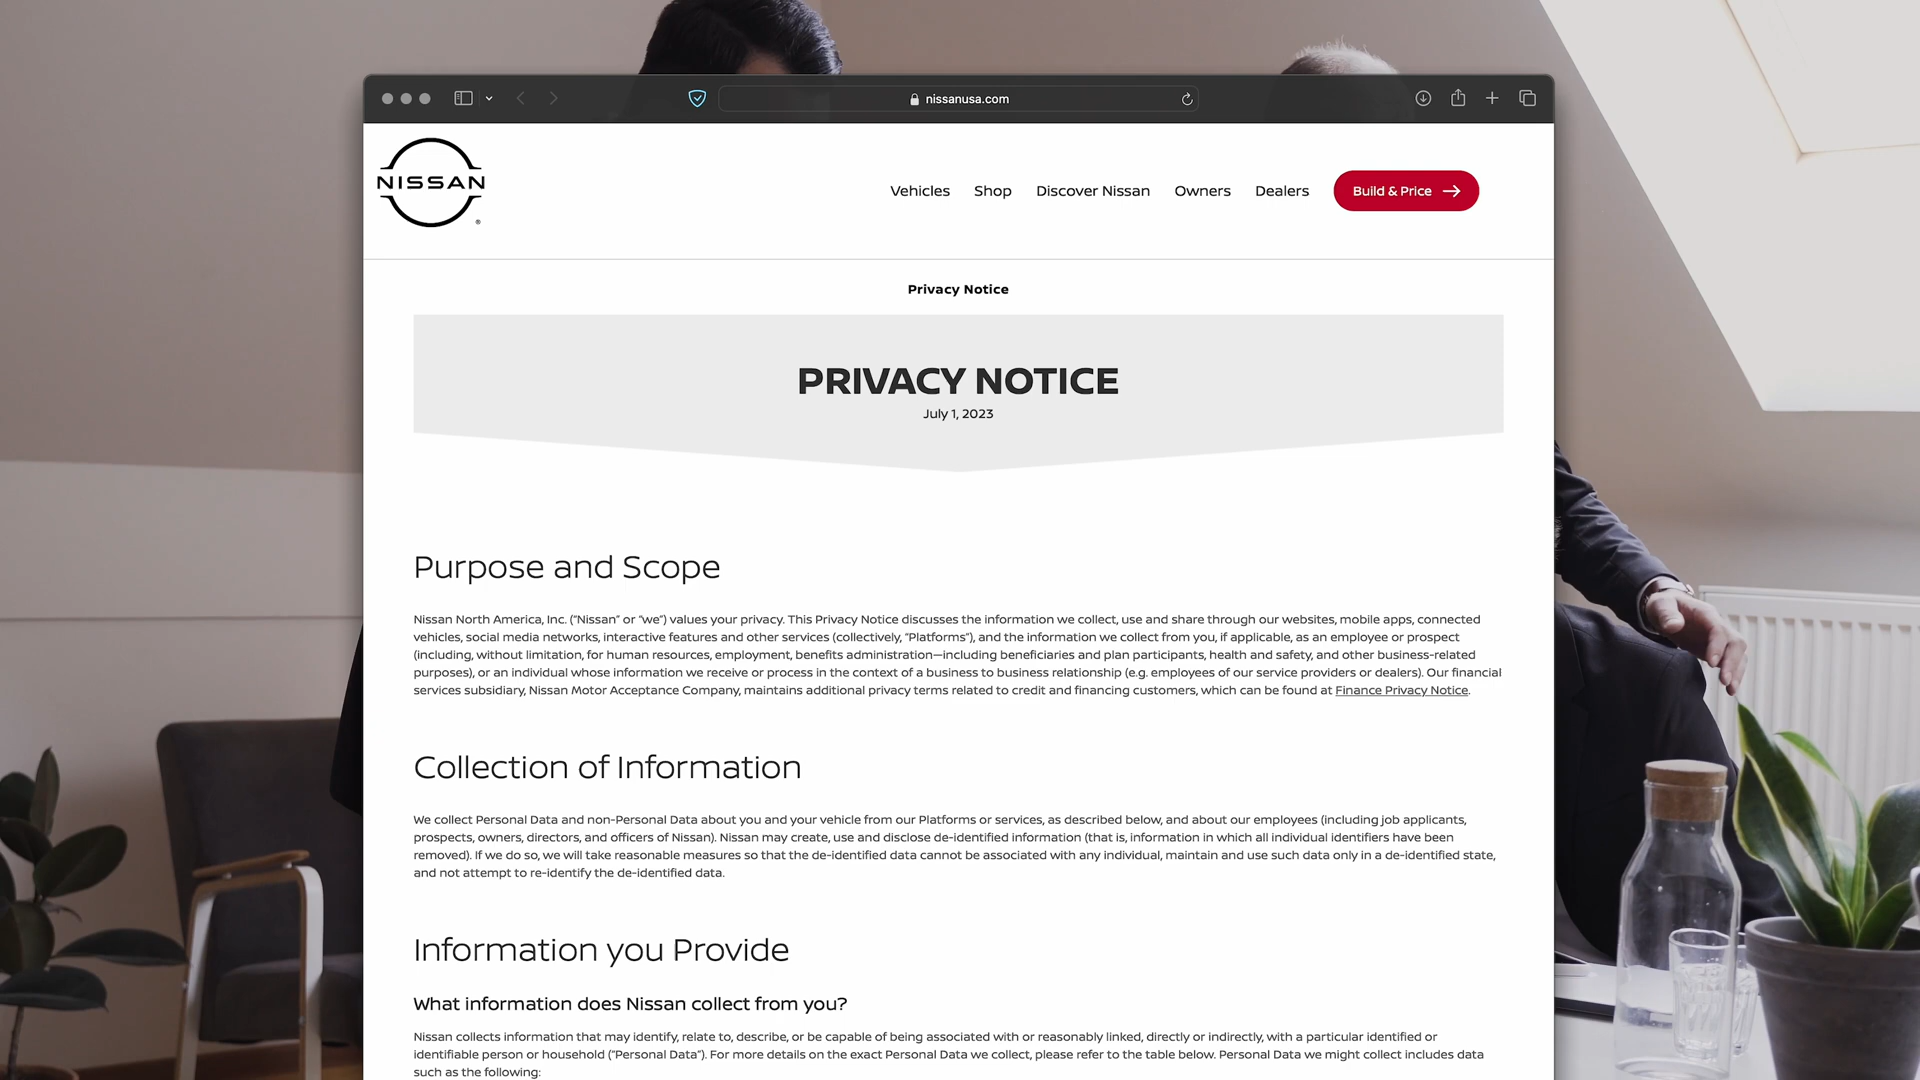 nissanusa.com
NISSAN
®
Vehicles Shop Discover Nissan Owners Dealers Build & Price
Privacy Notice
PRIVACY NOTICE
July 1, 2023
Purpose and Scope
Nissan North America, Inc. ("Nissan" or "we") values your privacy. This Privacy Notice discusses the information we collect, use and share through our websites, mobile apps, connected
vehicles, social media networks, interactive features and other services (collectively, "Platforms"), and the information we collect from you, if applicable, as an employee or prospect
(including, without limitation, for human resources, employment, benefits administration—including beneficiaries and plan participants, health and safety, and other business-related
purposes), or an individual whose information we receive or process in the context of a business to business relationship (e.g. employees of our service providers or dealers). Our financial
services subsidiary, Nissan Motor Acceptance Company, maintains additional privacy terms related to credit and financing customers, which can be found at Finance Privacy Notice.
Collection of Information
We collect Personal Data and non-Personal Data about you and your vehicle from our Platforms or services, as described below, and about our employees (including job applicants,
prospects, owners, directors, and officers of Nissan). Nissan may create, use and disclose de-identified information (that is, information in which all individual identifiers have been
removed). If we do so, we will take reasonable measures so that the de-identified data cannot be associated with any individual, maintain and use such data only in a de-identified state,
and not attempt to re-identify the de-identified data.
Information you Provide
What information does Nissan collect from you?
Nissan collects information that may identify, relate to, describe, or be capable of being associated with or reasonably linked, directly or indirectly, with a particular identified or
identifiable person or household ("Personal Data"). For more details on the exact Personal Data we collect, please refer to the table below. Personal Data we might collect includes data
such as the following: